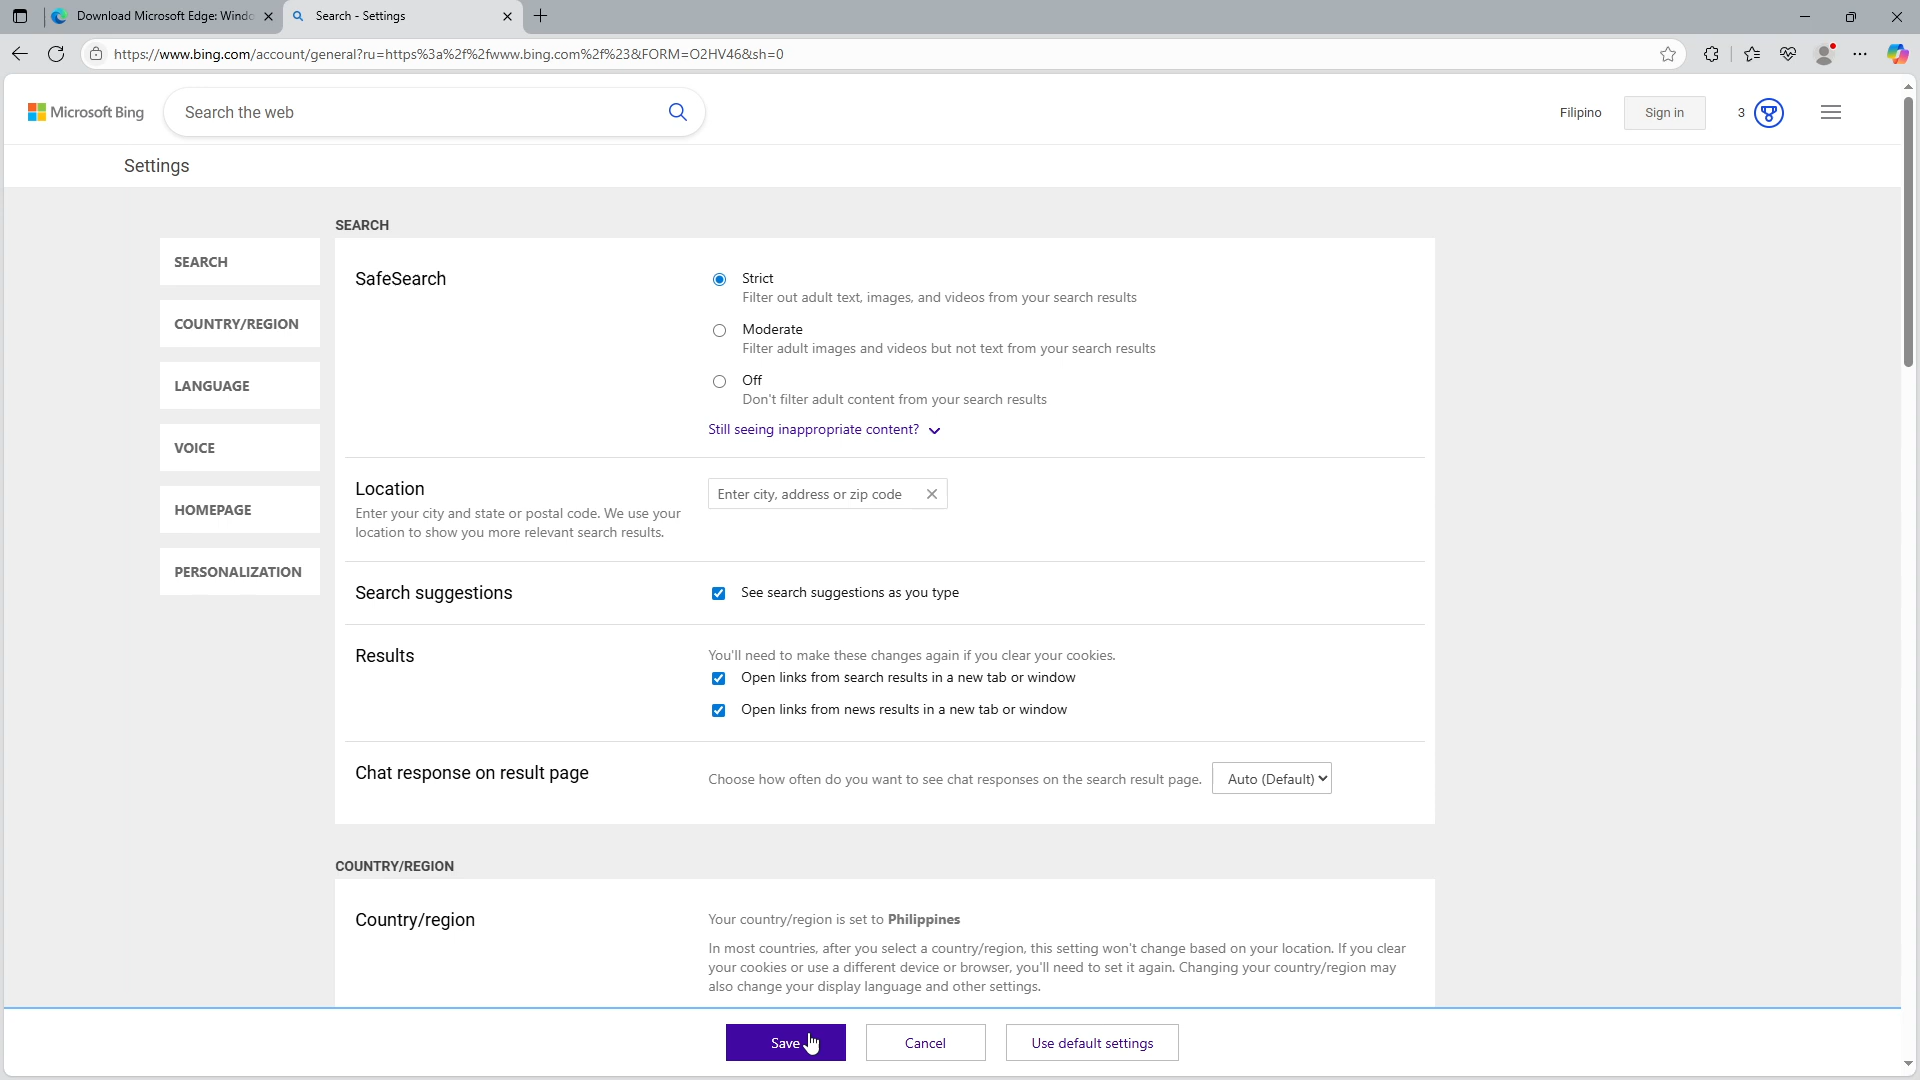 Download Microsoft Edge: Windo
Search - Settings
https://www.bing.com/account/general?ru=https%3a%2f%2fwww.bing.com%2f%23&FORM=O2HV46&sh=0
Microsoft Bing
Search the web
Filipino
Sign in
3
Settings
SEARCH
COUNTRY/REGION
LANGUAGE
VOICE
HOMEPAGE
PERSONALIZATION
SEARCH
SafeSearch
Strict
Filter out adult text, images, and videos from your search results
Moderate
Filter adult images and videos but not text from your search results
Off
Don't filter adult content from your search results
Still seeing inappropriate content?
Location
Enter your city and state or postal code. We use your
location to show you more relevant search results.
Enter city, address or zip code
Search suggestions
See search suggestions as you type
Results
You'll need to make these changes again if you clear your cookies.
Open links from search results in a new tab or window
Open links from news results in a new tab or window
Chat response on result page
Choose how often do you want to see chat responses on the search result page.
Auto (Default)
COUNTRY/REGION
Country/region
Your country/region is set to Philippines
In most countries, after you select a country/region, this setting won't change based on your location. If you clear
your cookies or use a different device or browser, you'll need to set it again. Changing your country/region may
also change your display language and other settings.
Save
Cancel
Use default settings